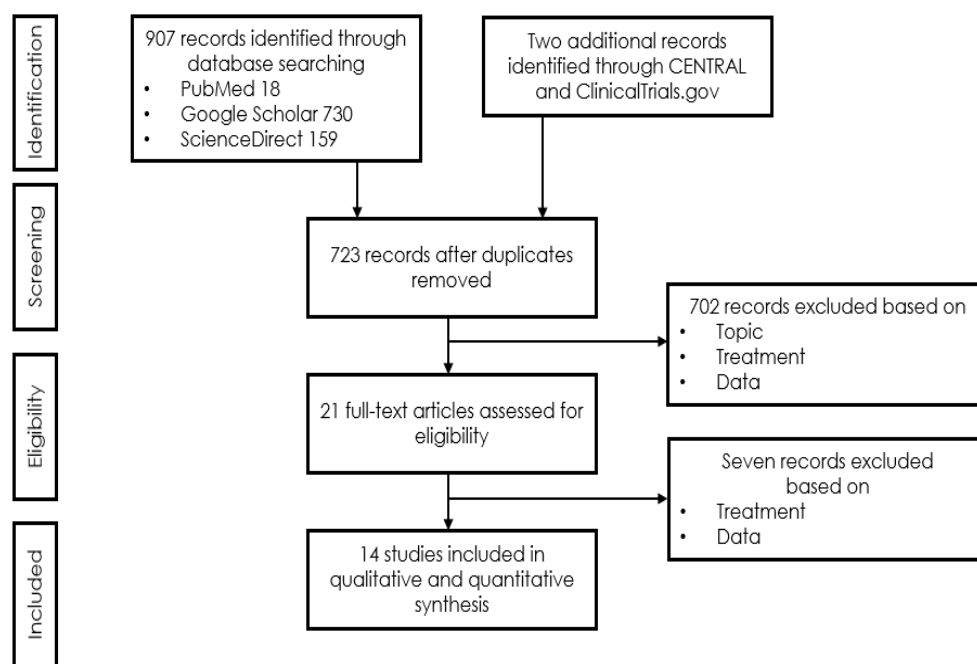 Identification
907 records identified through
database searching
• PubMed 18
• Google Scholar 730
• ScienceDirect 159
Two additional records
identified through CENTRAL
and ClinicalTrials.gov
Screening
723 records after duplicates
removed
702 records excluded based on
• Topic
• Treatment
• Data
Eligibility
21 full-text articles assessed for
eligibility
Seven records excluded
based on
• Treatment
• Data
Included
14 studies included in
qualitative and quantitative
synthesis